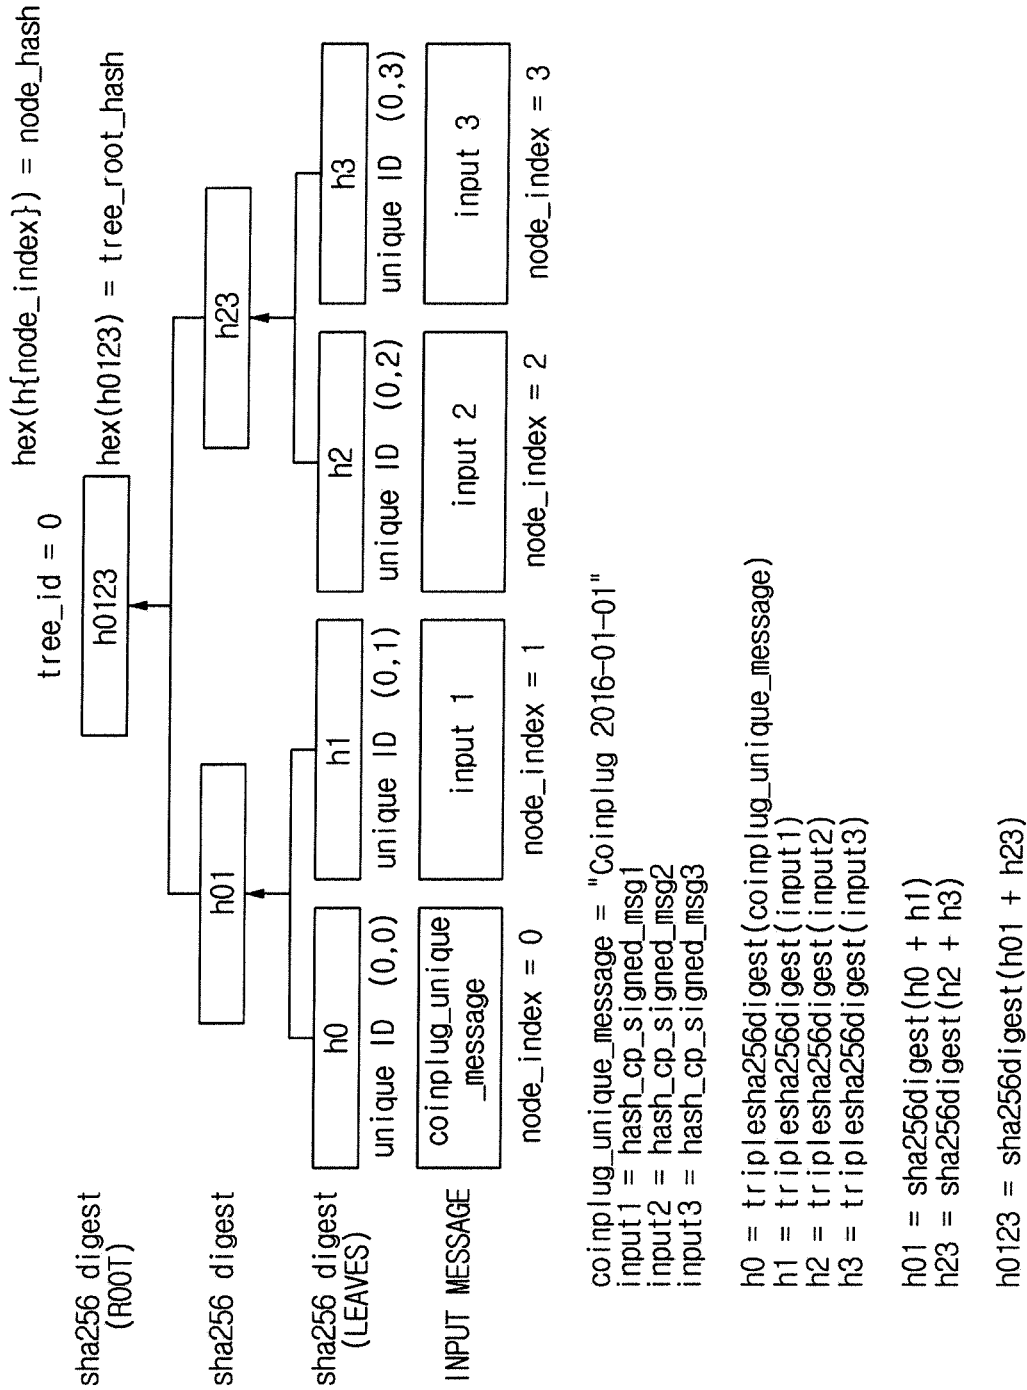 tree_id = 0
hex(h{node_index}) = node_hash
sha256 digest
(ROOT)
h0123
hex(h0123) = tree_root_hash
sha256 digest
h01
h23
sha256 digest
(LEAVES)
h0
h1
h2
h3
unique ID (0,0)
unique ID (0,1)
unique ID (0,2)
unique ID (0,3)
INPUT MESSAGE
coinplug_unique
_message
input 1
input 2
input 3
node_index = 0
node_index = 1
node_index = 2
node_index = 3
coinplug_unique_message = "Coinplug 2016-01-01"
input1 = hash_cp_signed_msg1
input2 = hash_cp_signed_msg2
input3 = hash_cp_signed_msg3
h0 = triplesha256digest(coinplug_unique_message)
h1 = triplesha256digest(input1)
h2 = triplesha256digest(input2)
h3 = triplesha256digest(input3)
h01 = sha256digest(h0 + h1)
h23 = sha256digest(h2 + h3)
h0123 = sha256digest(h01 + h23)